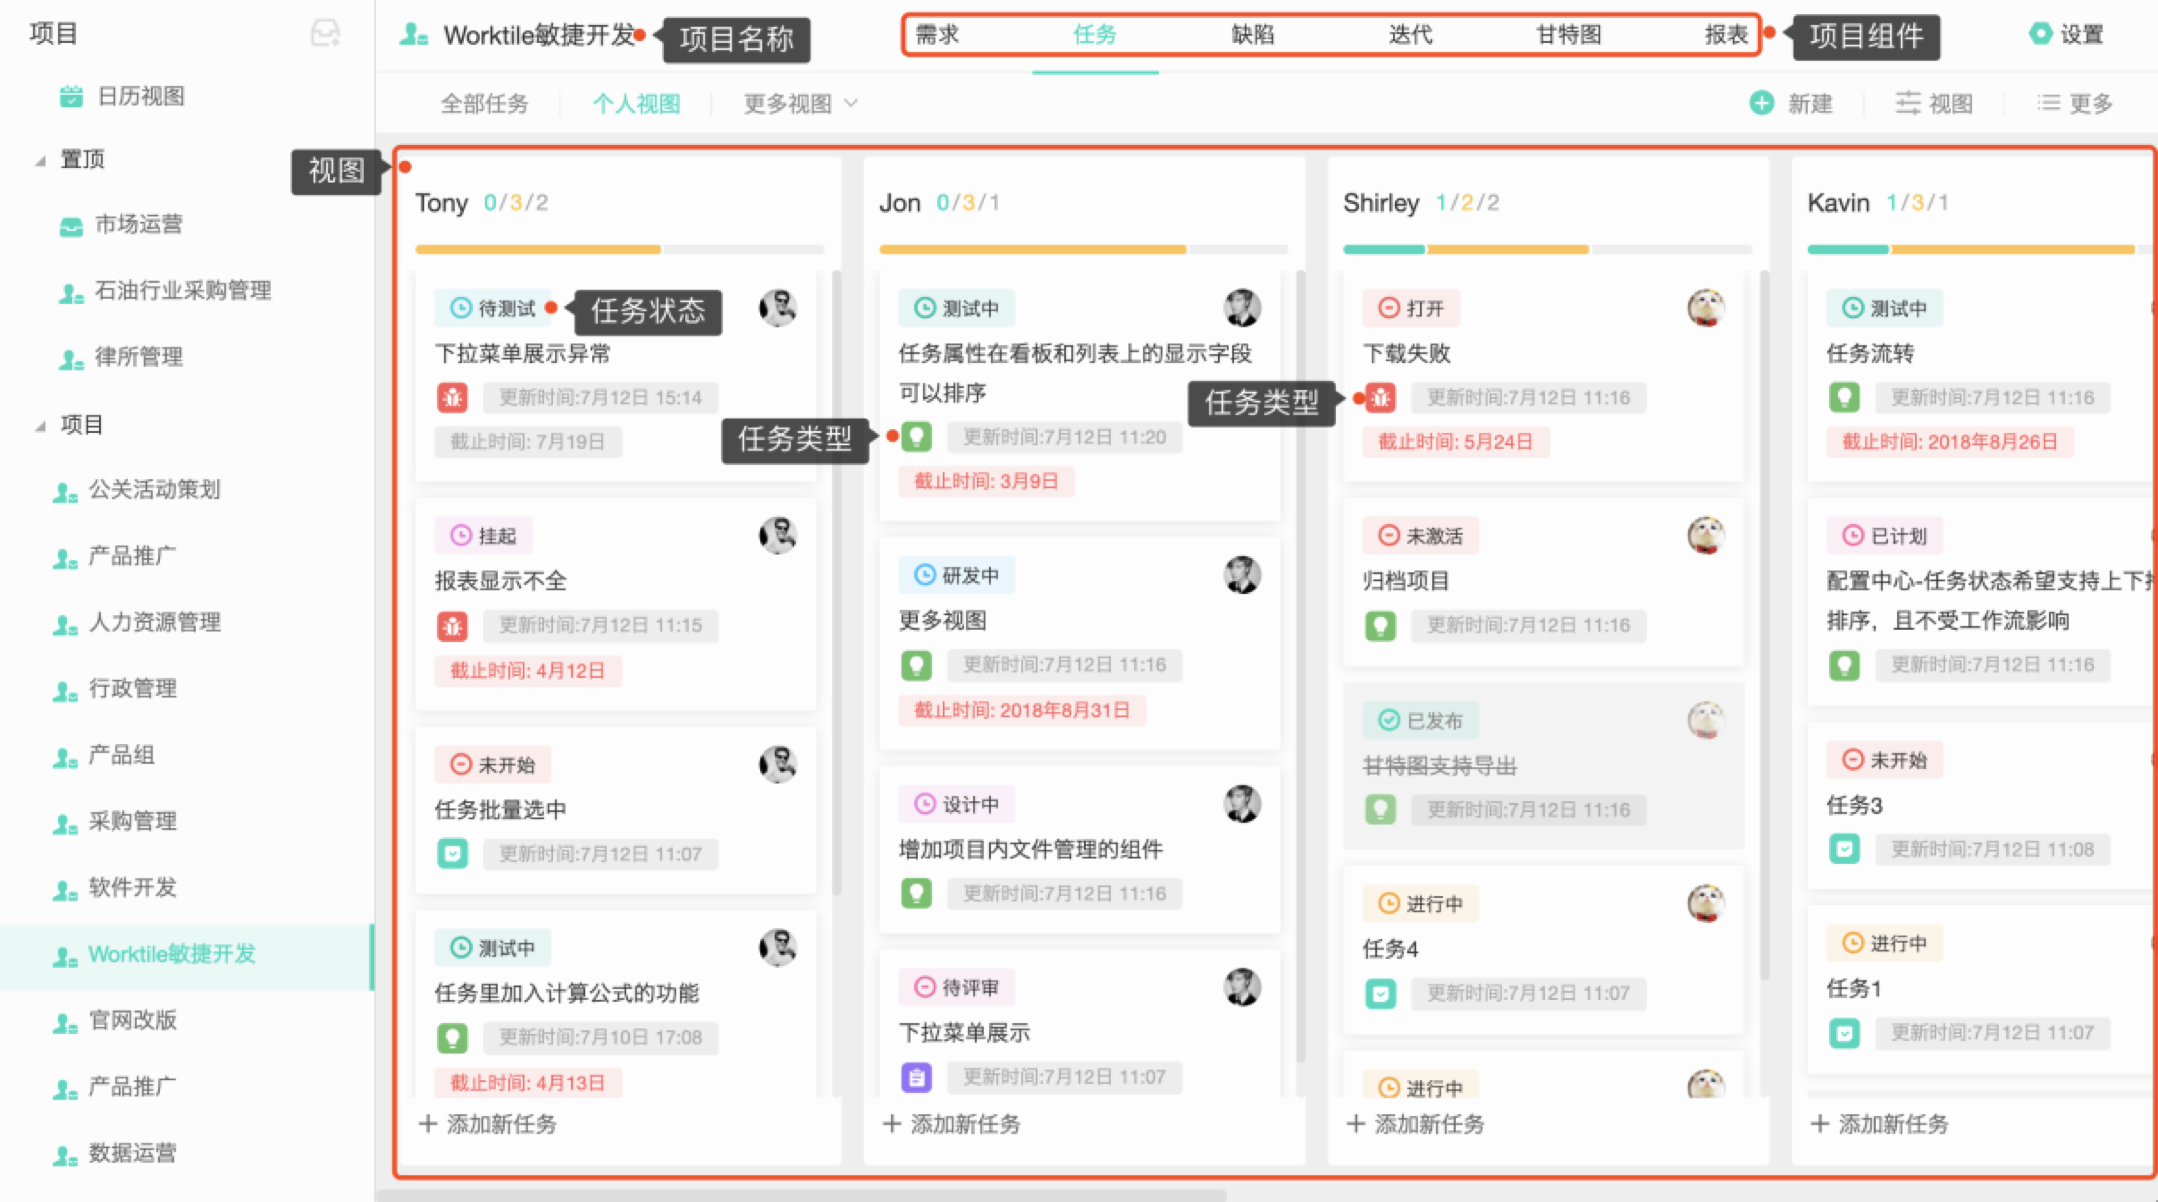 项目
日历视图
置顶
市场运营
石油行业采购管理
律所管理
项目
公关活动策划
产品推广
人力资源管理
行政管理
产品组
采购管理
软件开发
Worktile敏捷开发
官网改版
产品推广
数据运营
Worktile敏捷开发
项目名称
需求 任务 缺陷 迭代 甘特图 报表
项目组件
设置
全部任务 个人视图 更多视图
新建 视图 更多
视图
Tony 0/3/2
待测试
任务状态
下拉菜单展示异常
更新时间:7月12日 15:14
截止时间: 7月19日
挂起
报表显示不全
更新时间:7月12日 11:15
截止时间: 4月12日
未开始
任务批量选中
更新时间:7月12日 11:07
测试中
任务里加入计算公式的功能
更新时间:7月10日 17:08
截止时间: 4月13日
添加新任务
Jon 0/3/1
测试中
任务属性在看板和列表上的显示字段
可以排序
任务类型
更新时间:7月12日 11:20
截止时间: 3月9日
研发中
更多视图
更新时间:7月12日 11:16
截止时间: 2018年8月31日
设计中
增加项目内文件管理的组件
更新时间:7月12日 11:16
待评审
下拉菜单展示
更新时间:7月12日 11:07
添加新任务
Shirley 1/2/2
打开
下载失败
任务类型
更新时间:7月12日 11:16
截止时间: 5月24日
未激活
归档项目
更新时间:7月12日 11:16
已发布
甘特图支持导出
更新时间:7月12日 11:16
进行中
任务4
更新时间:7月12日 11:07
进行中
添加新任务
Kavin 1/3/1
测试中
任务流转
更新时间:7月12日 11:16
截止时间: 2018年8月26日
已计划
配置中心-任务状态希望支持上下
排序，且不受工作流影响
更新时间:7月12日 11:16
未开始
任务3
更新时间:7月12日 11:08
进行中
任务1
更新时间:7月12日 11:07
添加新任务